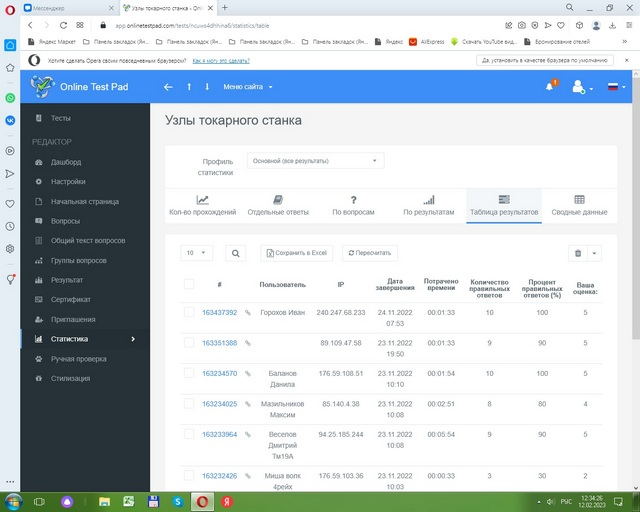 Мессенджер
Узлы токарного станка - Onl
app.onlinetestpad.com/tests/ncuws4dhhina6/statistics/table
Яндекс Маркет
Панель закладок (Ян...
Панель закладок (Ян...
Панель закладок (Ян...
Панель закладок (Ян...
Яндекс
AliExpress
Скачать YouTube вид...
Бронирование отелей
Хотите сделать Opera своим повседневным браузером?
Как я могу это сделать?
Да, установить в качестве браузера по умолчанию
Online Test Pad
Меню сайта
1
Тесты
РЕДАКТОР
Дашборд
Настройки
Начальная страница
Вопросы
Общий текст вопросов
Группы вопросов
Результат
Сертификат
Приглашения
Статистика
Ручная проверка
Стилизация
Узлы токарного станка
Профиль
статистики
Основной (все результаты)
Кол-во прохождений
Отдельные ответы
По вопросам
По результатам
Таблица результатов
Сводные данные
10
Сохранить в Excel
Пересчитать
# Пользователь IP Дата завершения Потрачено времени Количество правильных ответов Процент правильных ответов (%) Ваша оценка:
163437392 Горохов Иван 240.247.68.233 24.11.2022 07:53 00:01:33 10 100 5
163351388 89.109.47.58 23.11.2022 19:50 00:01:33 9 90 5
163234570 Баланов Данила 176.59.108.51 23.11.2022 10:10 00:01:54 10 100 5
163234025 Мазильников Максим 85.140.4.38 23.11.2022 10:08 00:02:51 8 80 4
163233964 Веселов Дмитрий Тм19А 94.25.185.244 23.11.2022 10:08 00:05:54 9 90 5
163232426 Миша волк 4рейх 176.59.103.36 23.11.2022 10:03 00:00:33 3 30 2
РУС
12:34:26
12.02.2023